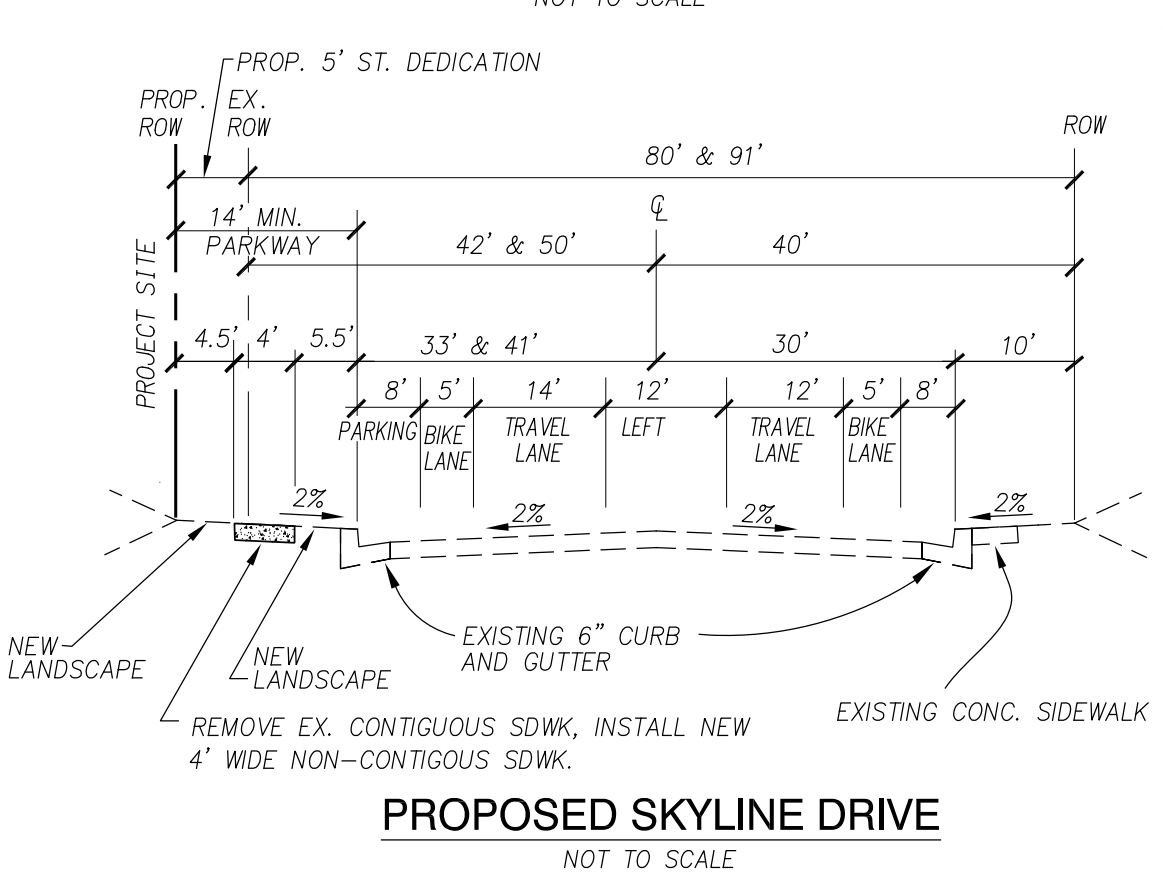 NOT TO SCALE
PROP. 5' ST. DEDICATION
PROP. EX.
ROW ROW
ROW
80' & 91'
14' MIN.
PARKWAY
℄
42' & 50'
40'
PROJECT SITE
4.5'
4'
5.5'
33' & 41'
30'
10'
8'
5'
14'
12'
12'
5'
8'
PARKING
BIKE
LANE
TRAVEL
LANE
LEFT
TRAVEL
LANE
BIKE
LANE
2%
2%
2%
2%
NEW
LANDSCAPE
NEW
LANDSCAPE
EXISTING 6" CURB
AND GUTTER
EXISTING CONC. SIDEWALK
REMOVE EX. CONTIGUOUS SDWK, INSTALL NEW
4' WIDE NON-CONTIGOUS SDWK.
PROPOSED SKYLINE DRIVE
NOT TO SCALE